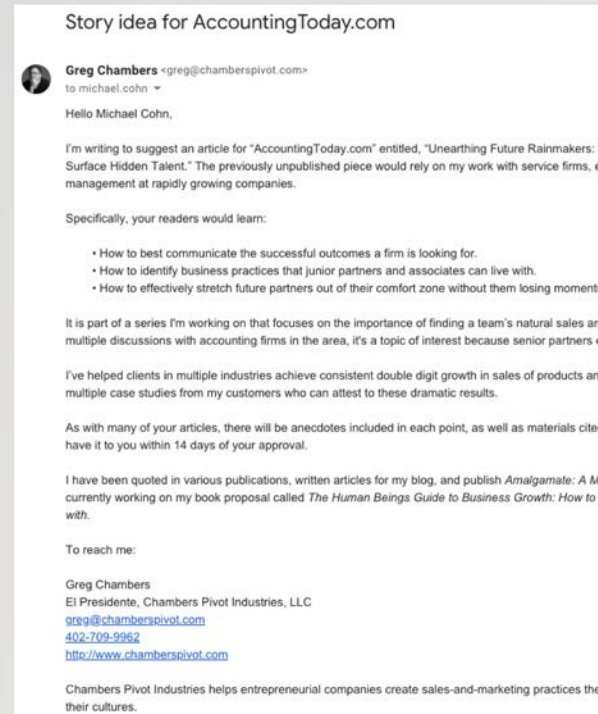 Story idea for AccountingToday.com
Greg Chambers <greg@chamberspivot.com>
to michael.cohn
Hello Michael Cohn,
I'm writing to suggest an article for "AccountingToday.com" entitled, "Unearthing Future Rainmakers:
Surface Hidden Talent." The previously unpublished piece would rely on my work with service firms,
management at rapidly growing companies.
Specifically, your readers would learn:
• How to best communicate the successful outcomes a firm is looking for.
• How to identify business practices that junior partners and associates can live with.
• How to effectively stretch future partners out of their comfort zone without them losing
It is part of a series I'm working on that focuses on the importance of finding a team's natural sales
multiple discussions with accounting firms in the area, it's a topic of interest because senior partners
I've helped clients in multiple industries achieve consistent double digit growth in sales of products
multiple case studies from my customers who can attest to these dramatic results.
As with many of your articles, there will be anecdotes included in each point, as well as materials
have it to you within 14 days of your approval.
I have been quoted in various publications, written articles for my blog, and publish Amalgamate: A
currently working on my book proposal called The Human Beings Guide to Business Growth: How to
with.
To reach me:
Greg Chambers
El Presidente, Chambers Pivot Industries, LLC
greg@chamberspivot.com
402-709-9962
http://www.chamberspivot.com
Chambers Pivot Industries helps entrepreneurial companies create sales-and-marketing practices
their cultures.